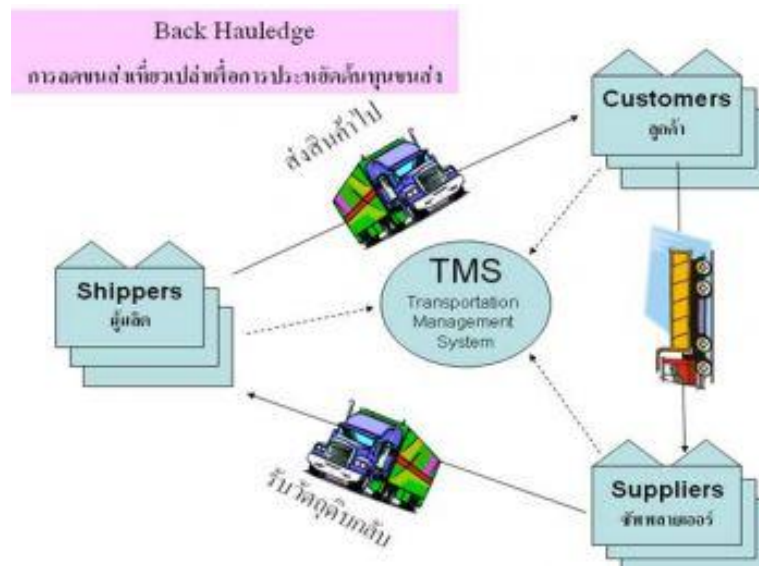 Back Hauledge
การลดขนส่งเที่ยวเปล่าเพื่อการประหยัดต้นทุนขนส่ง
Customers
ลูกค้า
ส่งสินค้าไป
TMS
Transportation
Management
System
Shippers
ผู้ผลิต
รับวัตถุดิบกลับ
Suppliers
ซัพพลายเออร์